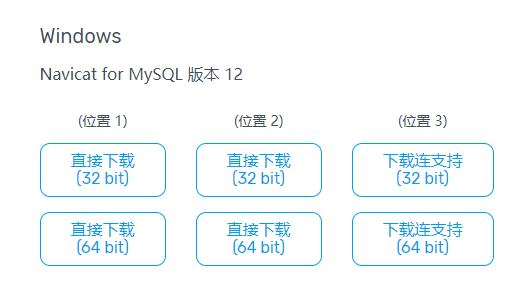 Windows
Navicat for MySQL 版本 12
(位置 1) (位置 2) (位置 3)
直接下载 直接下载 下载连支持
(32 bit) (32 bit) (32 bit)
直接下载 直接下载 下载连支持
(64 bit) (64 bit) (64 bit)